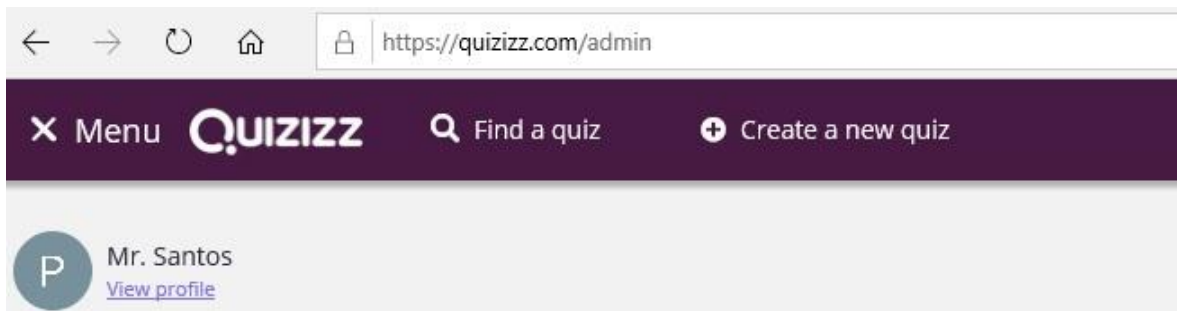 https://quizizz.com/admin
Menu QUIZIZZ Find a quiz Create a new quiz
P
Mr. Santos
View profile